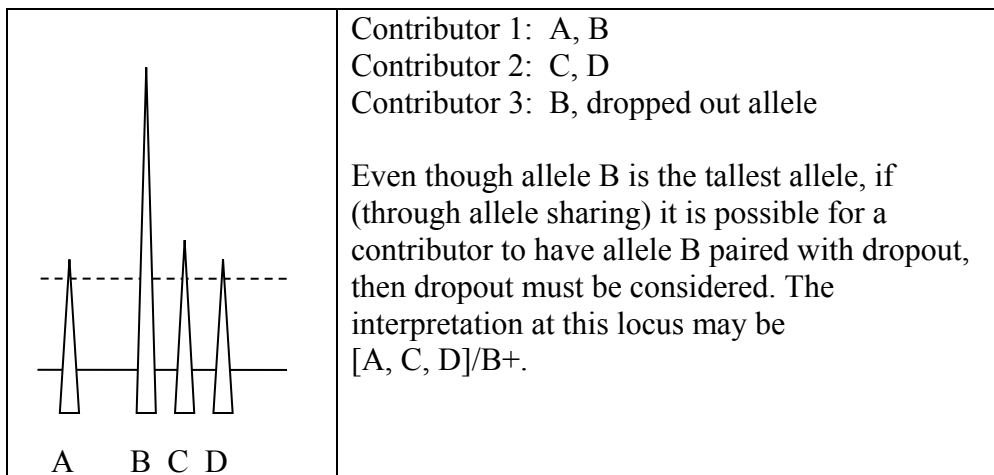 Contributor 1: A, B
Contributor 2: C, D
Contributor 3: B, dropped out allele
Even though allele B is the tallest allele, if
(through allele sharing) it is possible for a
contributor to have allele B paired with dropout,
then dropout must be considered. The
interpretation at this locus may be
[A, C, D]/B+.
A B C D